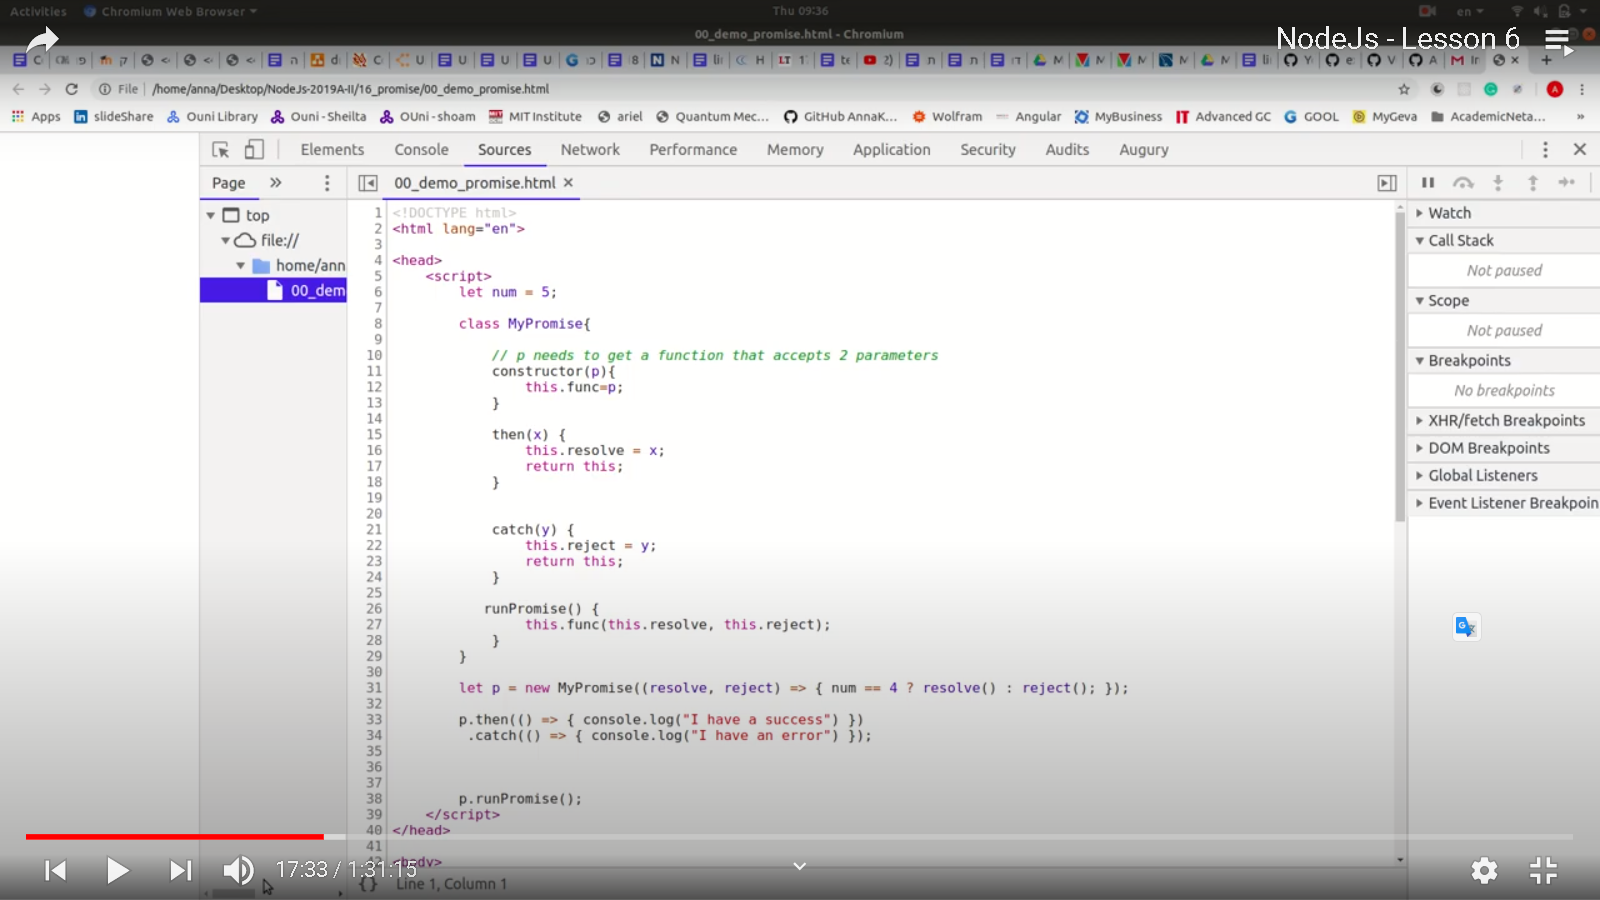 Activities Chromium Web Browser Thu 09:36 en
00_demo_promise.html - Chromium
NodeJs - Lesson 6
File /home/anna/Desktop/NodeJs-2019A-II/16_promise/00_demo_promise.html
Apps slideShare Ouni Library Ouni - Sheilta OUni - shoam MIT Institute ariel Quantum Mec... GitHub AnnaK... Wolfram Angular MyBusiness Advanced GC GOOL MyGeva AcademicNeta... »
Elements Console Sources Network Performance Memory Application Security Audits Augury
Page » 00_demo_promise.html ×
top
file://
home/ann
00_dem
1 <!DOCTYPE html>
2 <html lang="en">
3
4 <head>
5 <script>
6 let num = 5;
7
8 class MyPromise{
9
10 // p needs to get a function that accepts 2 parameters
11 constructor(p){
12 this.func=p;
13 }
14
15 then(x) {
16 this.resolve = x;
17 return this;
18 }
19
20
21 catch(y) {
22 this.reject = y;
23 return this;
24 }
25
26 runPromise() {
27 this.func(this.resolve, this.reject);
28 }
29 }
30
31 let p = new MyPromise((resolve, reject) => { num == 4 ? resolve() : reject(); });
32
33 p.then(() => { console.log("I have a success") })
34 .catch(() => { console.log("I have an error") });
35
36
37
38 p.runPromise();
39 </script>
40 </head>
41
42 <body>
{} Line 1, Column 1
Watch
Call Stack
Not paused
Scope
Not paused
Breakpoints
No breakpoints
XHR/fetch Breakpoints
DOM Breakpoints
Global Listeners
Event Listener Breakpoin
17:33 / 1:31:15